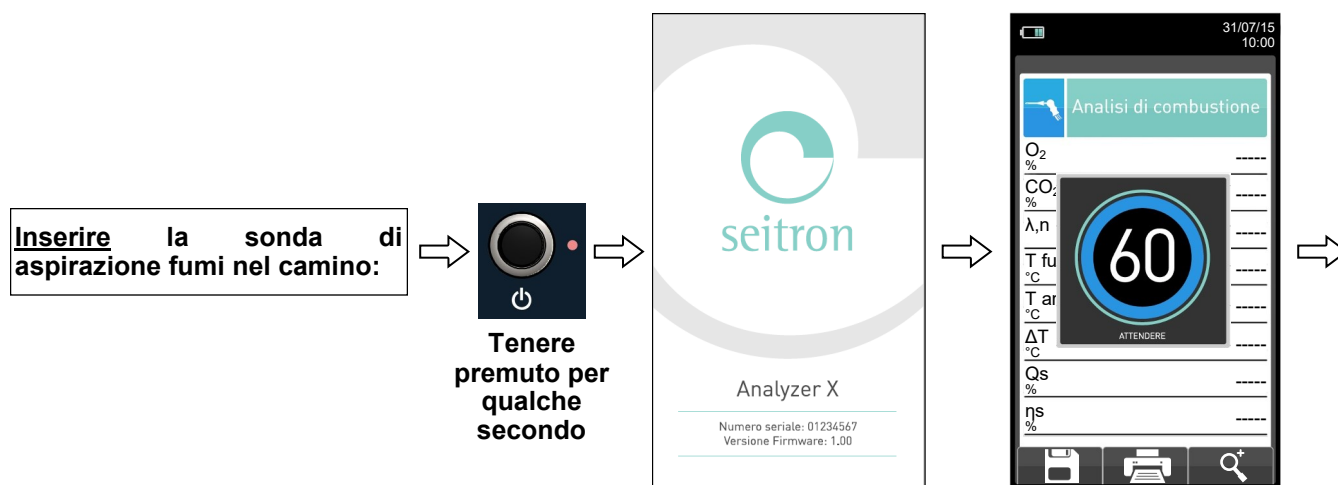 Inserire la sonda di
aspirazione fumi nel camino:
Tenere
premuto per
qualche
secondo
seitron
Analyzer X
Numero seriale: 01234567
Versione Firmware: 1.00
31/07/15
10:00
Analisi di combustione
O₂
%
-----
CO₂
%
-----
λ,n
-----
T fu
°C
-----
T ar
°C
-----
ΔT
°C
-----
Qs
%
-----
ηs
%
-----
60
ATTENDERE